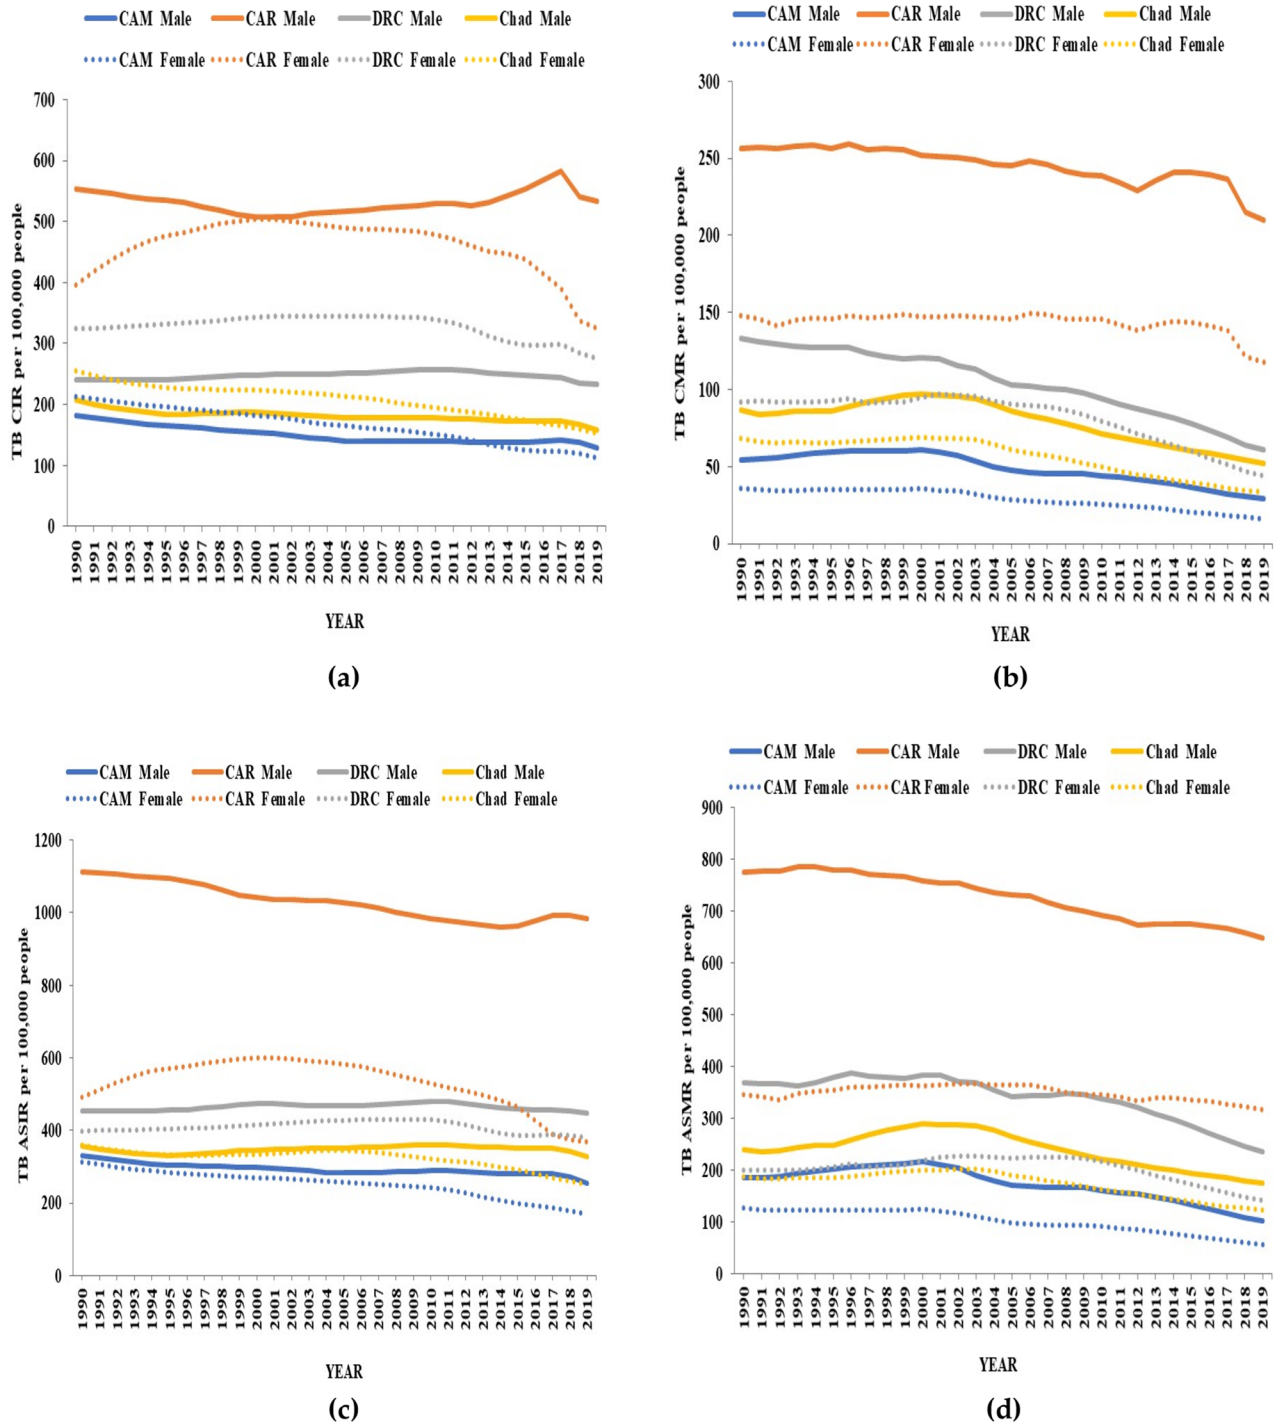 CAM Male CAR Male DRC Male Chad Male
CAM Female CAR Female DRC Female Chad Female
700
600
500
400
300
200
100
0
TB CIR per 100,000 people
1990 1991 1992 1993 1994 1995 1996 1997 1998 1999 2000 2001 2002 2003 2004 2005 2006 2007 2008 2009 2010 2011 2012 2013 2014 2015 2016 2017 2018 2019
YEAR
(a)
CAM Male CAR Male DRC Male Chad Male
CAM Female CAR Female DRC Female Chad Female
300
250
200
150
100
50
0
TB CMR per 100,000 people
1990 1991 1992 1993 1994 1995 1996 1997 1998 1999 2000 2001 2002 2003 2004 2005 2006 2007 2008 2009 2010 2011 2012 2013 2014 2015 2016 2017 2018 2019
YEAR
(b)
CAM Male CAR Male DRC Male Chad Male
CAM Female CAR Female DRC Female Chad Female
1200
1000
800
600
400
200
0
TB ASIR per 100,000 people
1990 1991 1992 1993 1994 1995 1996 1997 1998 1999 2000 2001 2002 2003 2004 2005 2006 2007 2008 2009 2010 2011 2012 2013 2014 2015 2016 2017 2018 2019
YEAR
(c)
CAM Male CAR Male DRC Male Chad Male
CAM Female CAR Female DRC Female Chad Female
900
800
700
600
500
400
300
200
100
0
TB ASMR per 100,000 people
1990 1991 1992 1993 1994 1995 1996 1997 1998 1999 2000 2001 2002 2003 2004 2005 2006 2007 2008 2009 2010 2011 2012 2013 2014 2015 2016 2017 2018 2019
YEAR
(d)